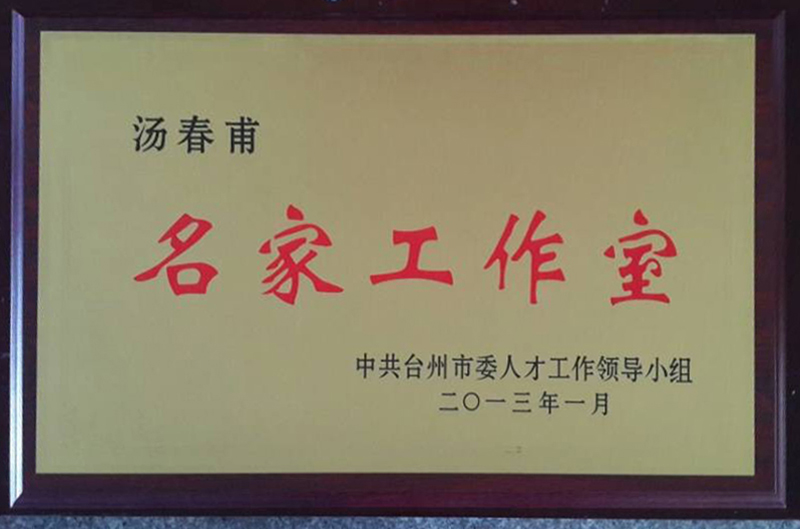 汤春甫
名家工作室
中共台州市委人才工作领导小组
二〇一三年一月